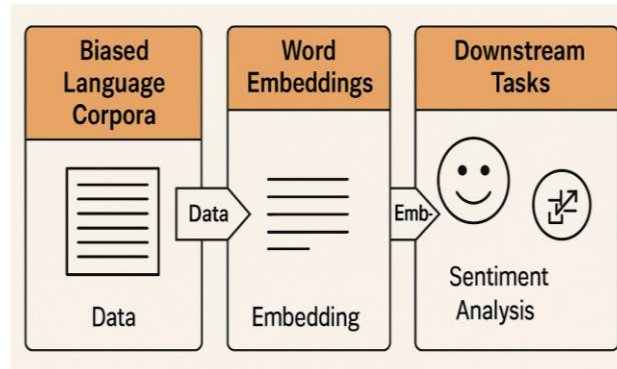 Biased
Language
Corpora
Data
Data
Word
Embeddings
Embedding
Emb-
Downstream
Tasks
Sentiment
Analysis